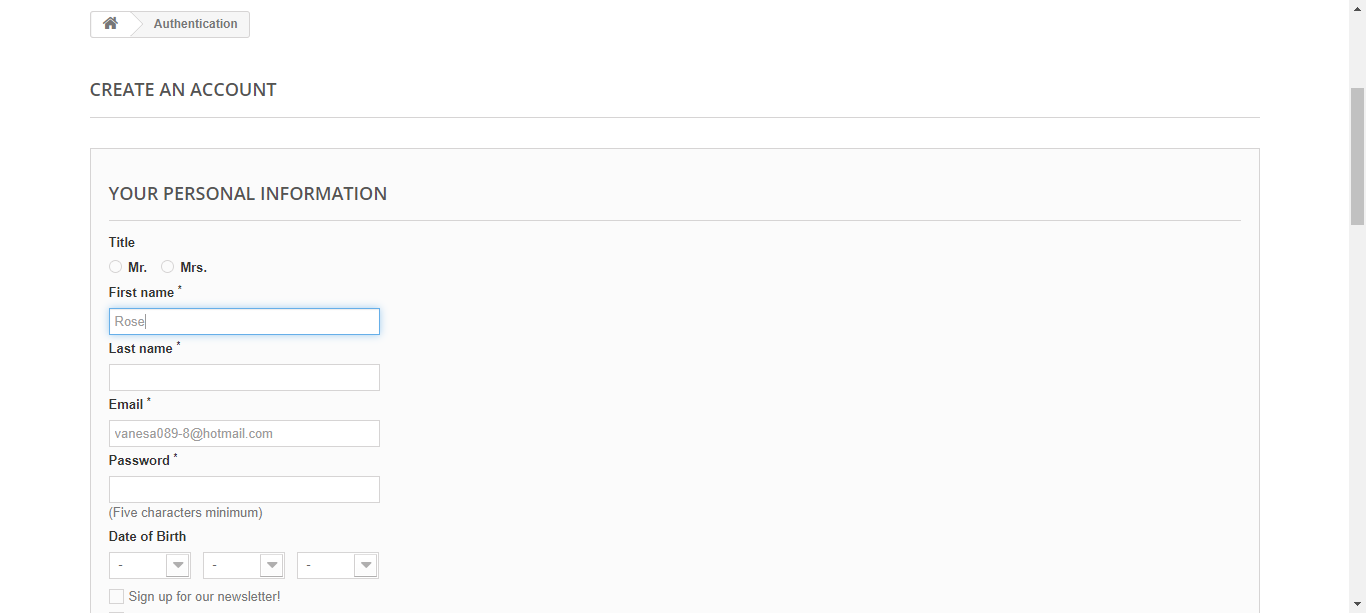 Authentication
CREATE AN ACCOUNT
YOUR PERSONAL INFORMATION
Title
Mr. Mrs.
First name *
Rose
Last name *
Email *
vanesa089-8@hotmail.com
Password *
(Five characters minimum)
Date of Birth
- - -
Sign up for our newsletter!